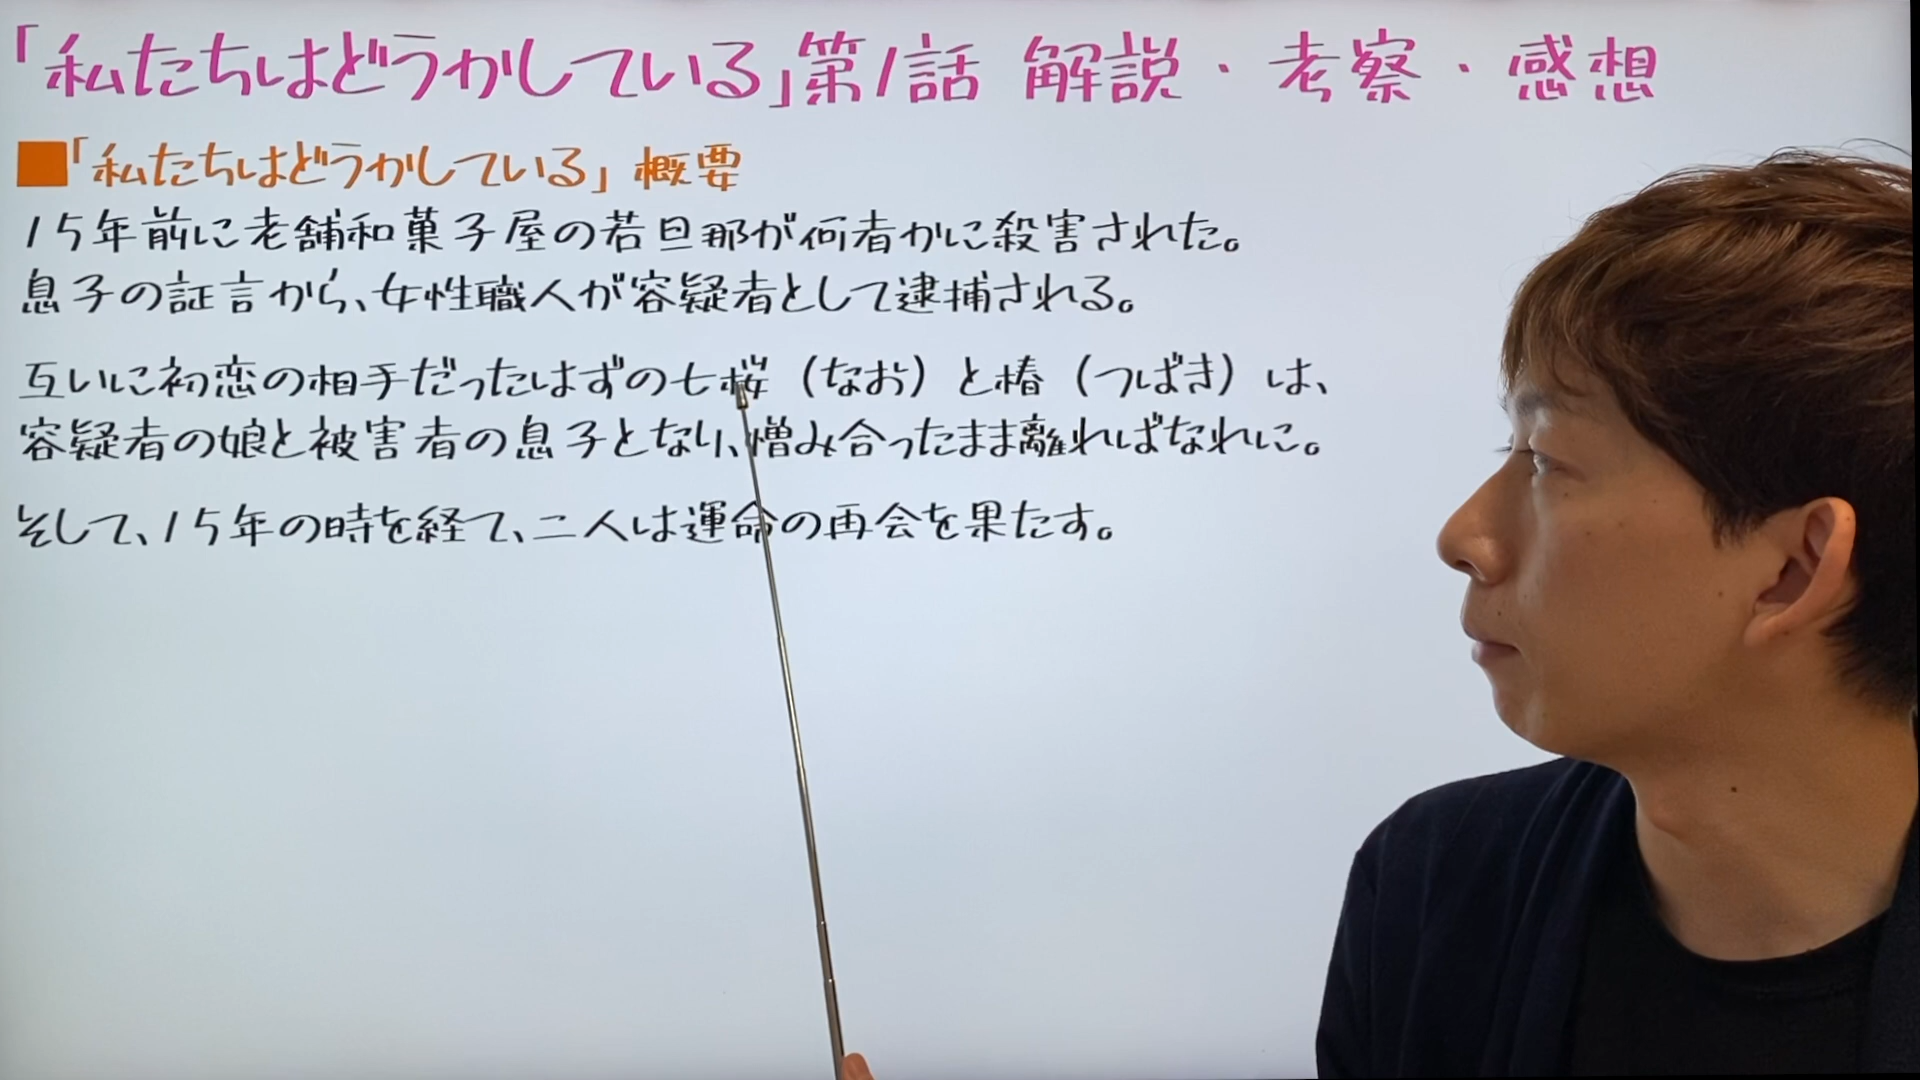 「私たちはどうかしている」第1話 解説・考察・感想
■「私たちはどうかしている」概要
15年前に老舗和菓子屋の若旦那が何者かに殺害された。
息子の証言から、女性職人が容疑者として逮捕される。
互いに初恋の相手だったはずの七桜（なお）と椿（つばき）は、
容疑者の娘と被害者の息子となり、憎み合ったまま離ればなれに。
そして、15年の時を経て、二人は運命の再会を果たす。